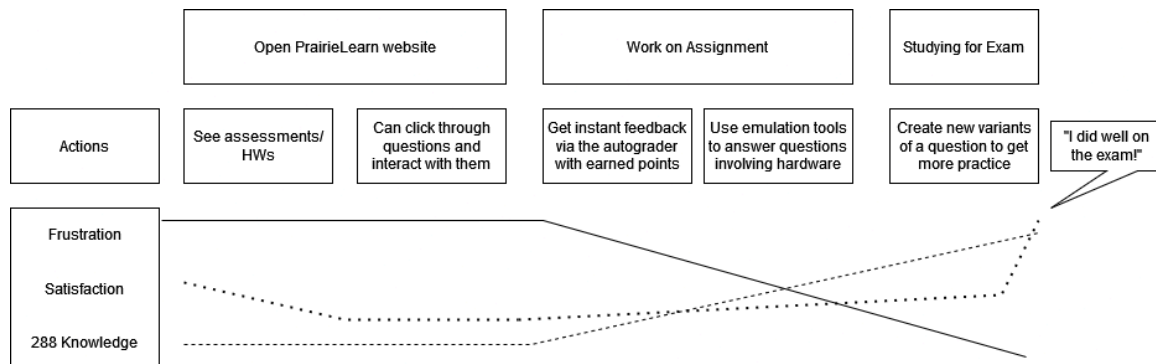 Open PrairieLearn website
Work on Assignment
Studying for Exam
Actions
See assessments/
HWs
Can click through
questions and
interact with them
Get instant feedback
via the autograder
with earned points
Use emulation tools
to answer questions
involving hardware
Create new variants
of a question to get
more practice
"I did well on
the exam!"
Frustration
Satisfaction
288 Knowledge